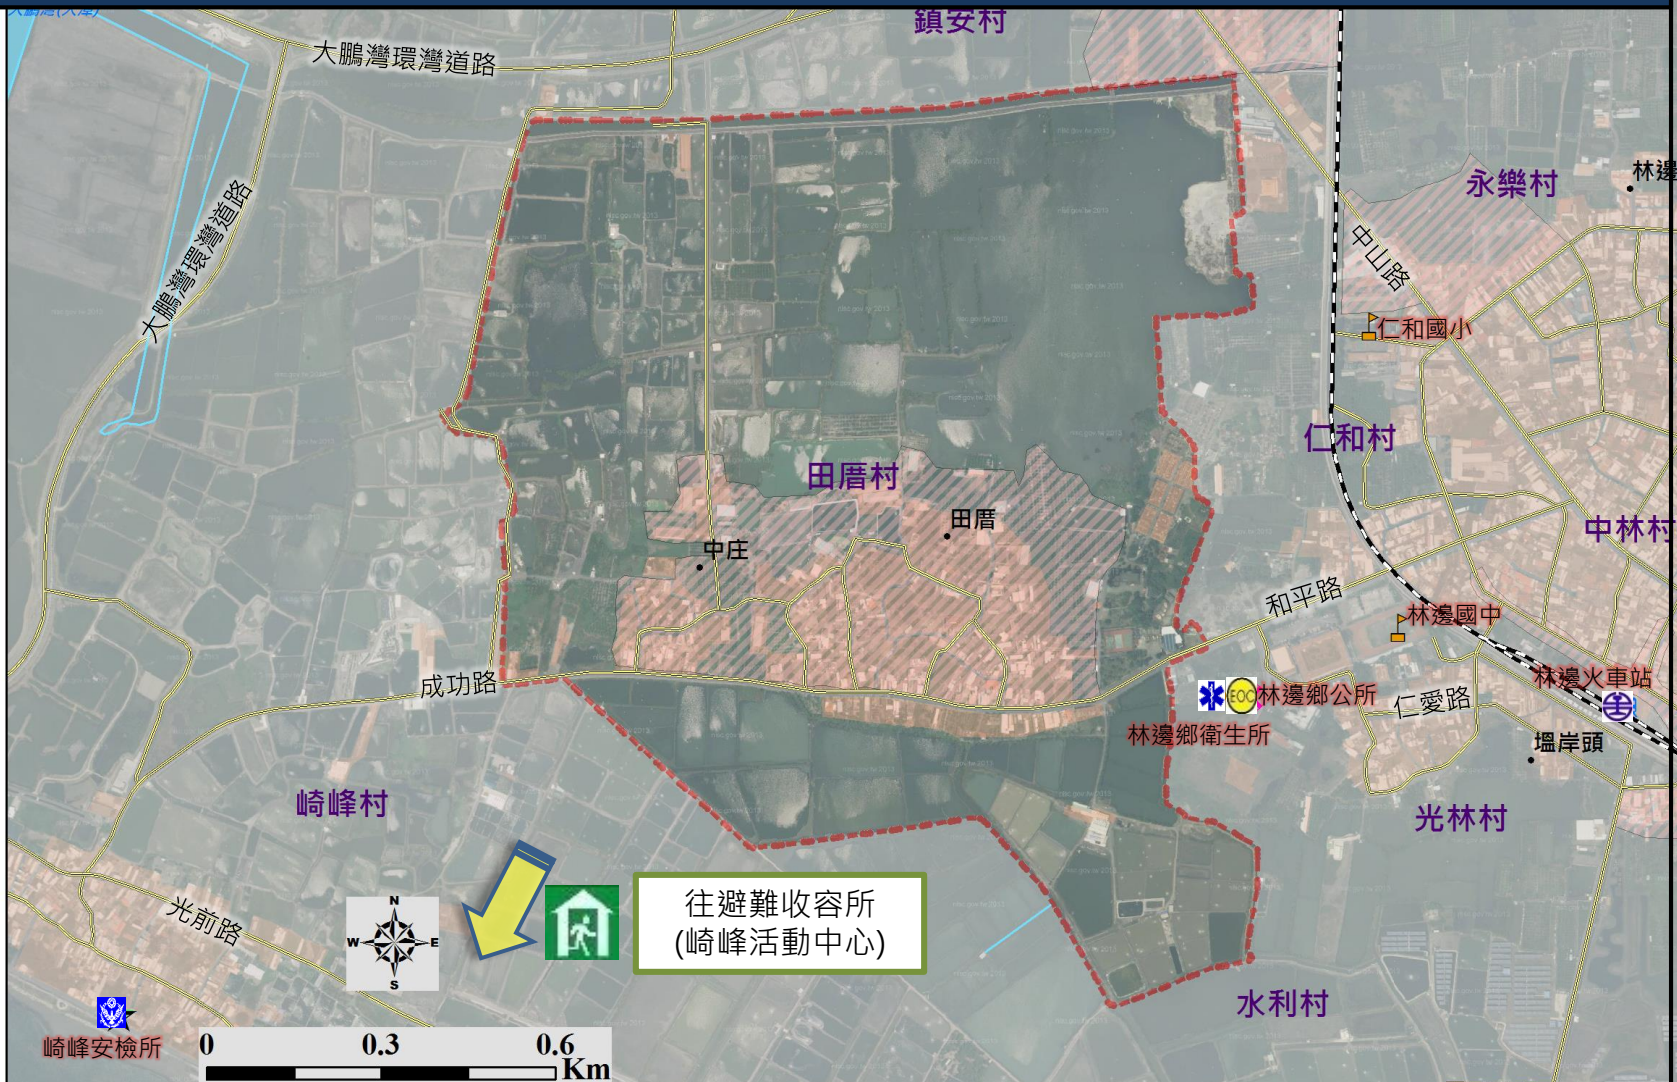 大鵬灣環灣道路
鎮安村
大鵬灣環灣道路
永樂村
林邊
中山路
仁和國小
仁和村
田厝村
田厝
中庄
中林村
和平路
林邊國中
成功路
林邊火車站
EOC
林邊鄉公所
仁愛路
林邊鄉衛生所
塭岸頭
崎峰村
光林村
往避難收容所
(崎峰活動中心)
光前路
N
W
E
S
水利村
崎峰安檢所
0 0.3 0.6
Km